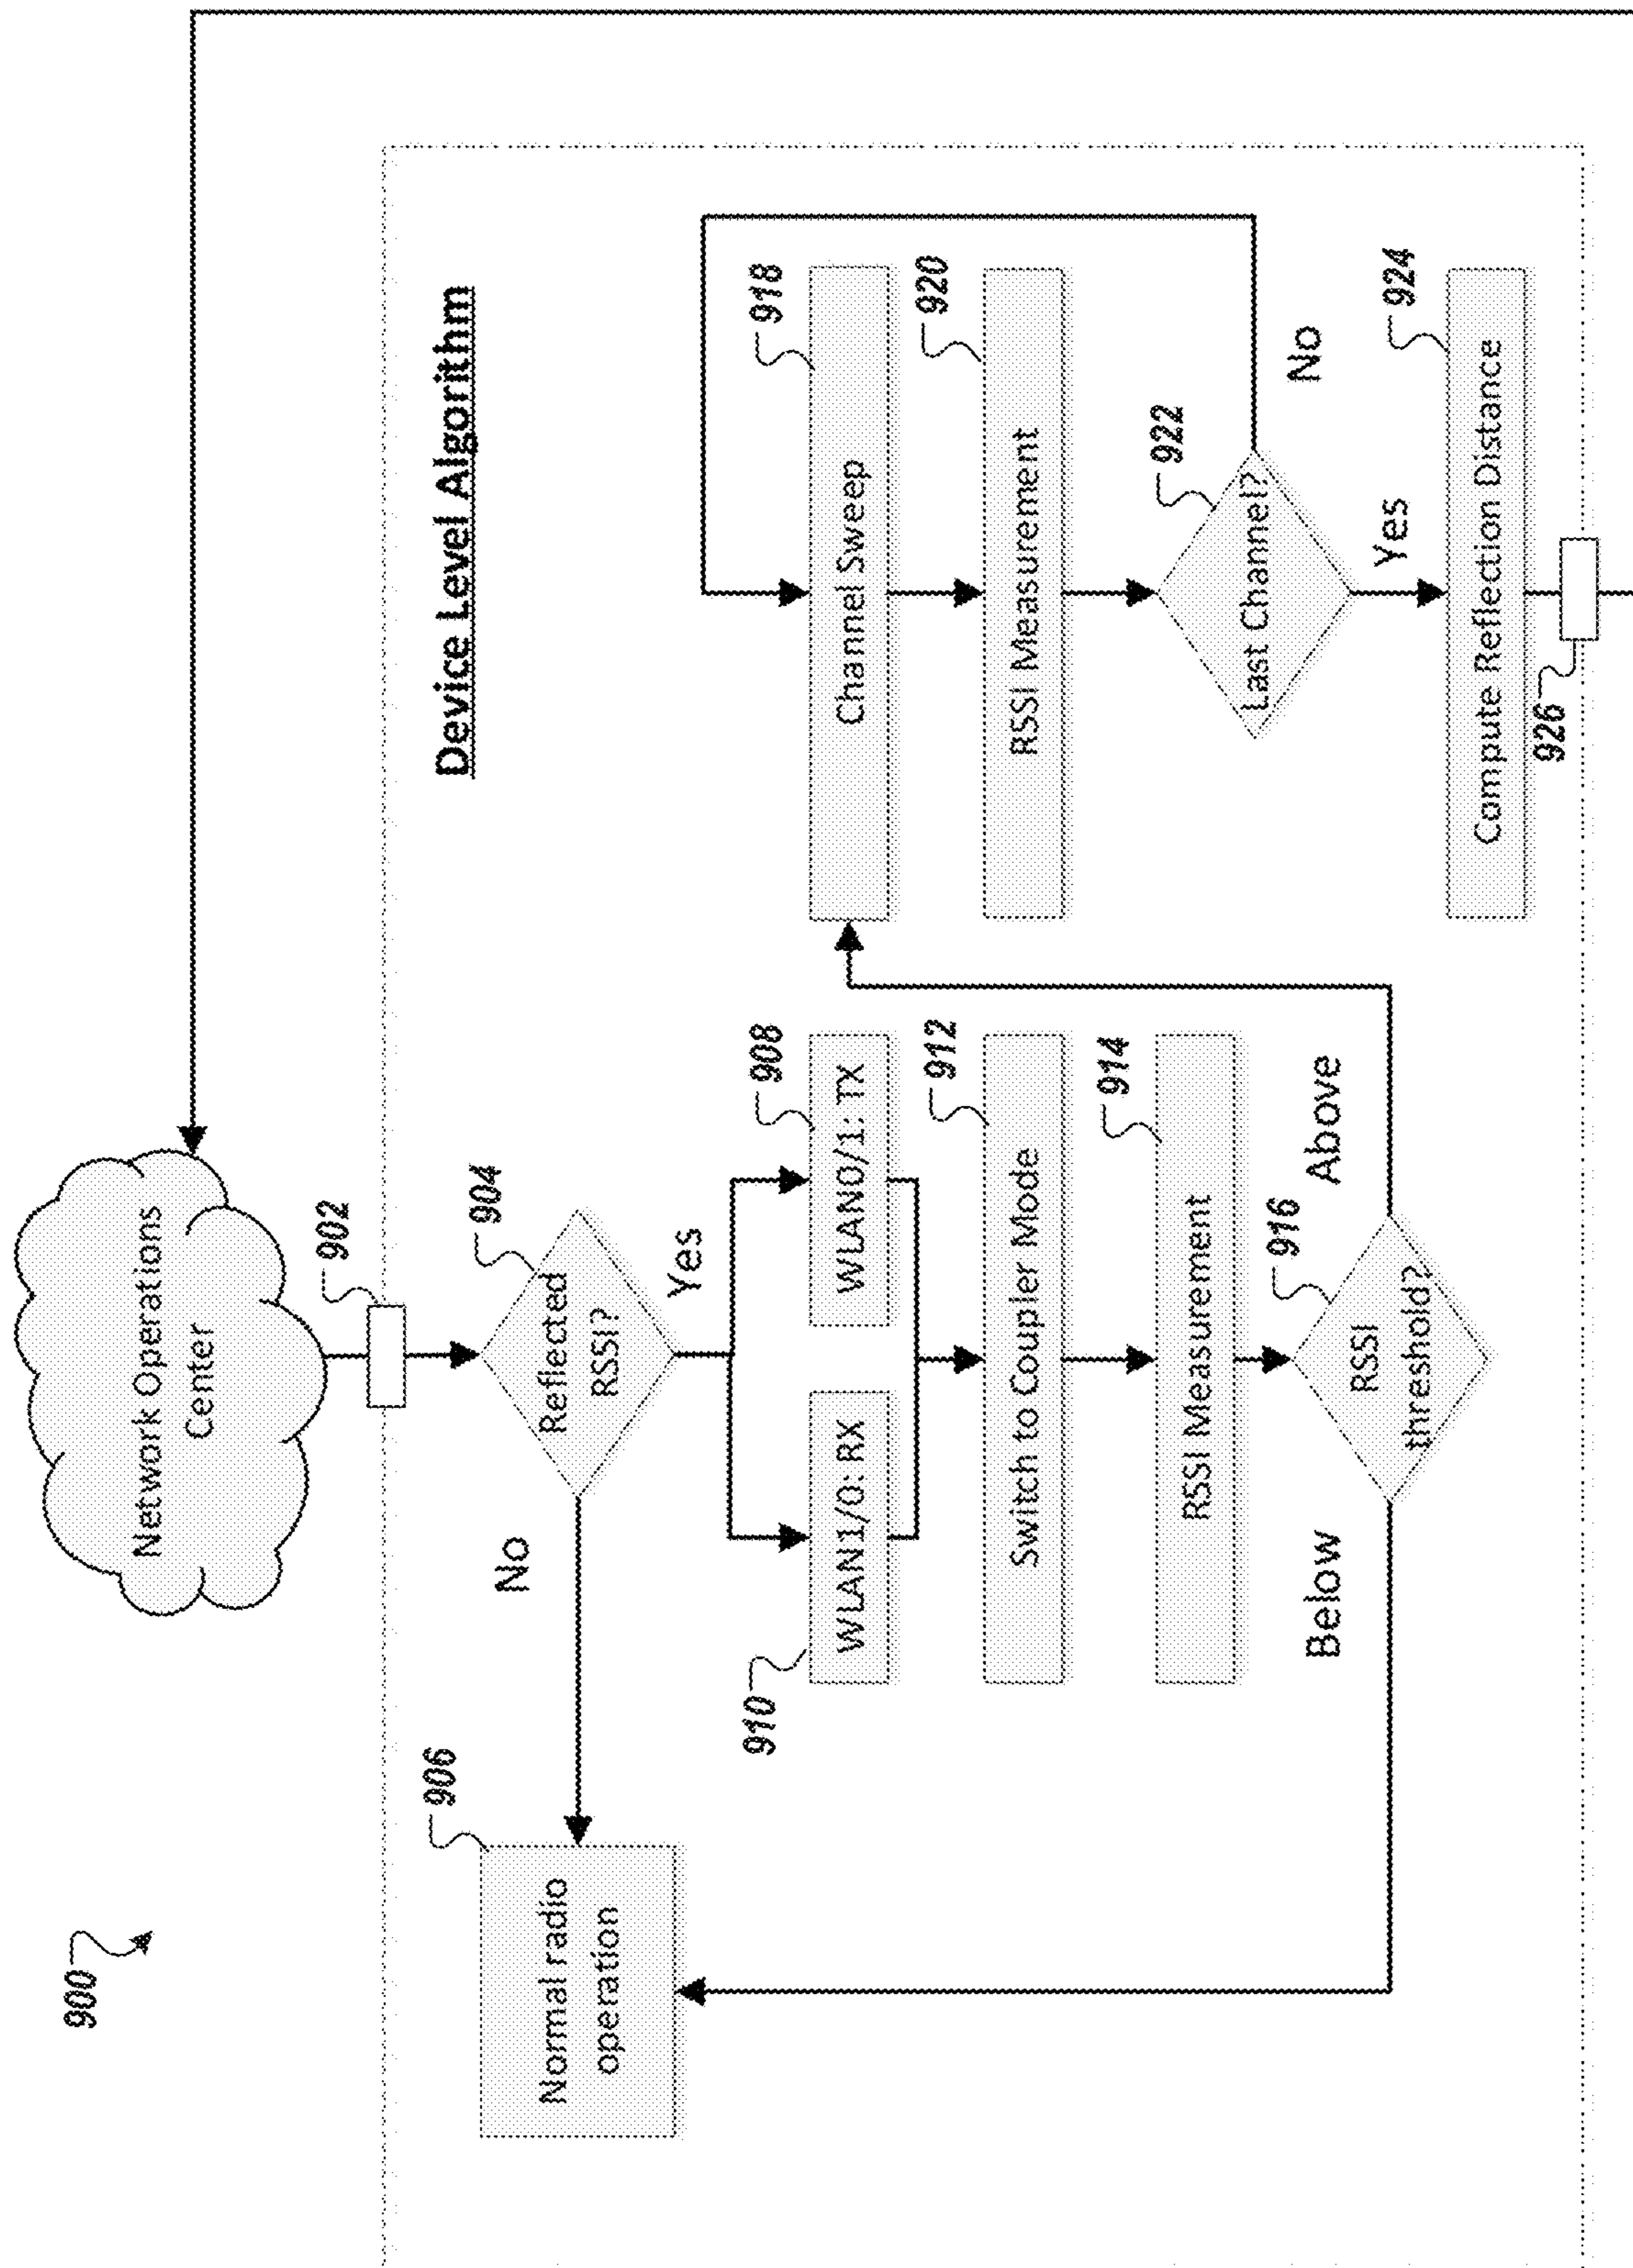 900
Network Operations
Center
902
Device Level Algorithm
904
Reflected
RSSI?
No
Yes
906
Normal radio
operation
910
WLAN1/0: RX
908
WLAN0/1: TX
912
Switch to Coupler Mode
914
RSSI Measurement
916
RSSI
threshold?
Below
Above
918
Channel Sweep
920
RSSI Measurement
922
Last Channel?
No
Yes
924
Compute Reflection Distance
926